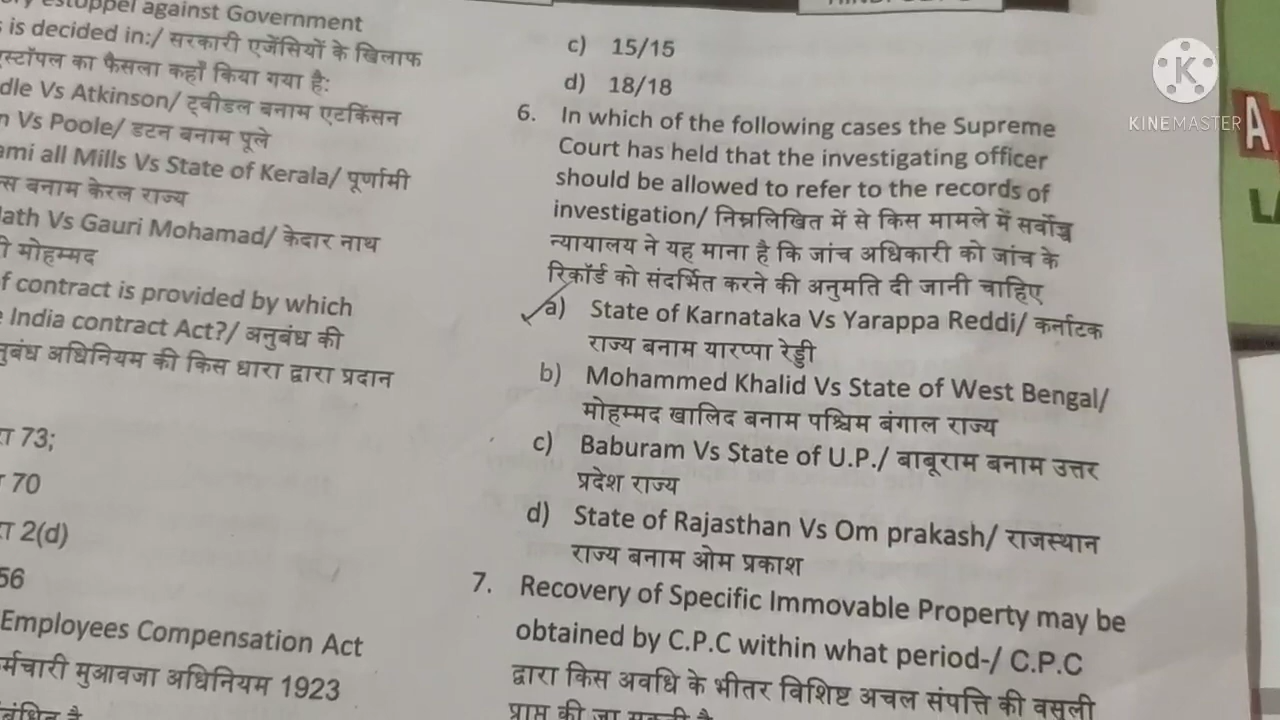 estoppel against Government
is decided in:/ सरकारी एजेंसियों के खिलाफ
का फैसला कहाँ किया गया है:
Vs Atkinson/ ट्वीडल बनाम एटकिंसन
Vs Poole/ डटन बनाम पूले
all Mills Vs State of Kerala/ पूर्णामी
बनाम केरल राज्य
Vs Gauri Mohamad/ केदार नाथ
मोहम्मद
contract is provided by which
India contract Act?/ अनुबंध की
अधिनियम की किस धारा द्वारा प्रदान
73;
70
2(d)
56
Employees Compensation Act
मुआवजा अधिनियम 1923
c) 15/15
d) 18/18
6. In which of the following cases the Supreme
Court has held that the investigating officer
should be allowed to refer to the records of
investigation/ निम्नलिखित में से किस मामले में सर्वोच्च
न्यायालय ने यह माना है कि जांच अधिकारी को जांच के
रिकॉर्ड को संदर्भित करने की अनुमति दी जानी चाहिए
a) State of Karnataka Vs Yarappa Reddi/ कर्नाटक
राज्य बनाम यारप्पा रेड्डी
b) Mohammed Khalid Vs State of West Bengal/
मोहम्मद खालिद बनाम पश्चिम बंगाल राज्य
c) Baburam Vs State of U.P./ बाबूराम बनाम उत्तर
प्रदेश राज्य
d) State of Rajasthan Vs Om prakash/ राजस्थान
राज्य बनाम ओम प्रकाश
7. Recovery of Specific Immovable Property may be
obtained by C.P.C within what period-/ C.P.C
द्वारा किस अवधि के भीतर विशिष्ट अचल संपत्ति की वसूली
प्राप्त की जा सकती है
K
KINEMASTER
A